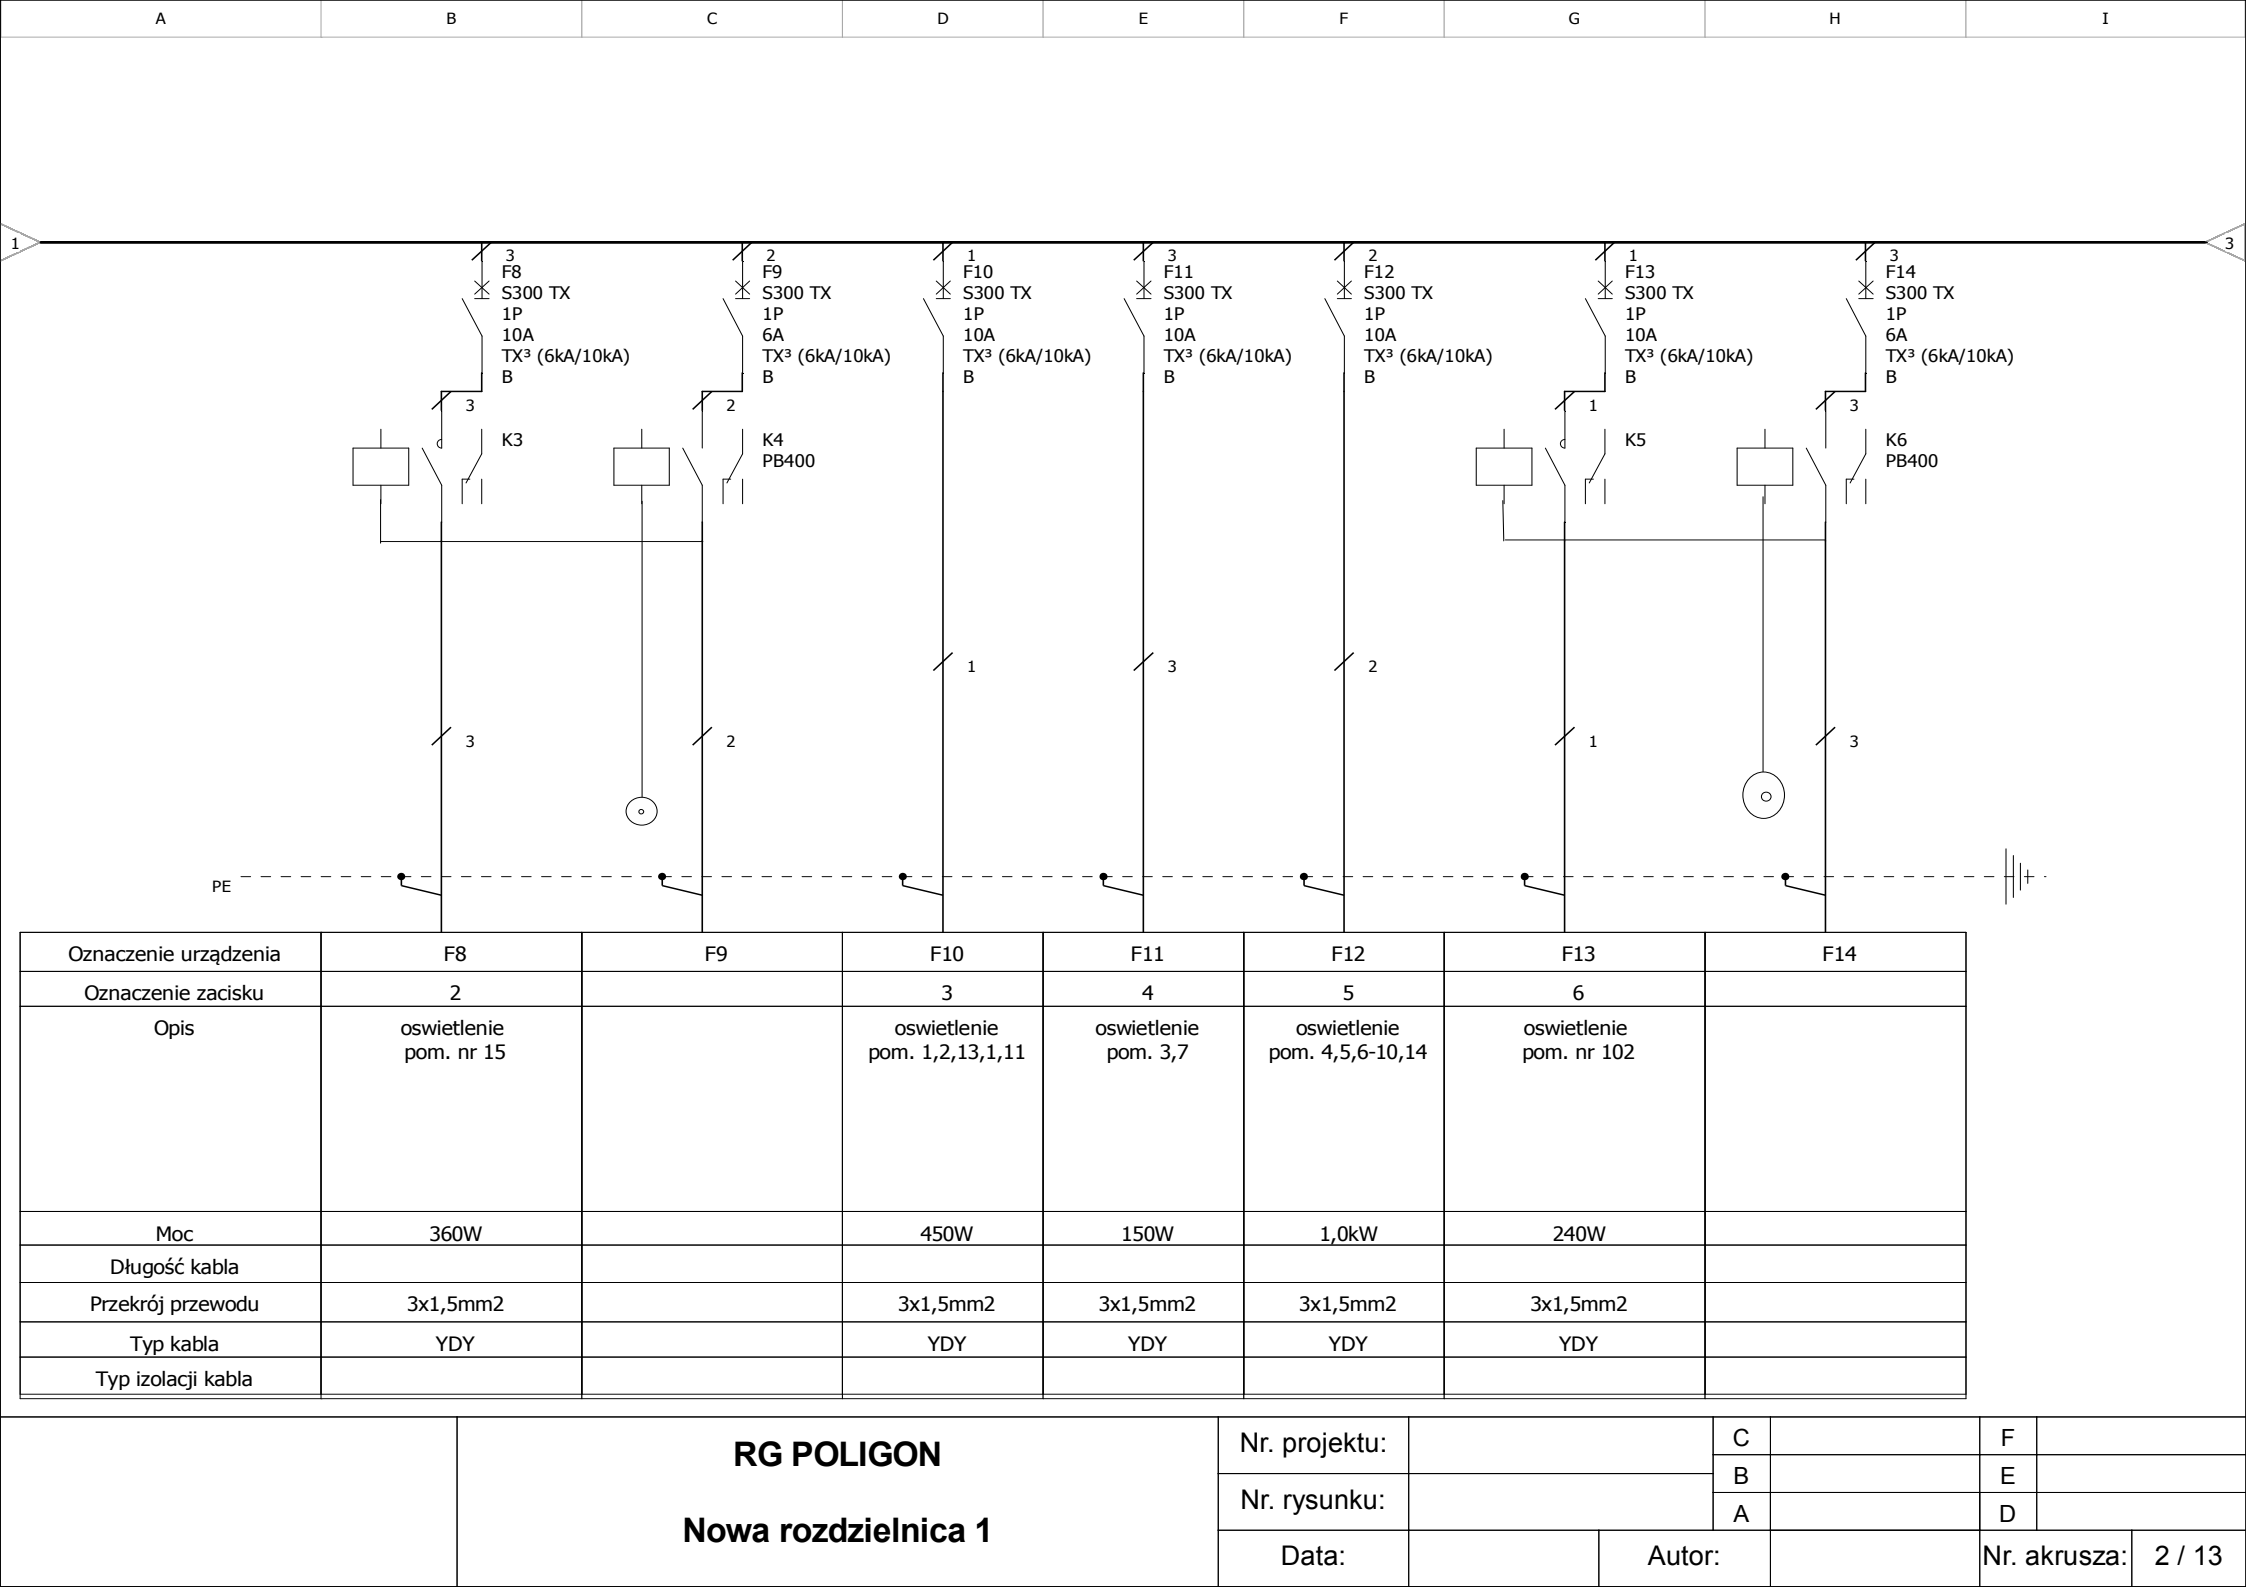 A B C D E F G H I
1
3
3
F8
S300 TX
1P
10A
TX³ (6kA/10kA)
B
2
F9
S300 TX
1P
6A
TX³ (6kA/10kA)
B
1
F10
S300 TX
1P
10A
TX³ (6kA/10kA)
B
3
F11
S300 TX
1P
10A
TX³ (6kA/10kA)
B
2
F12
S300 TX
1P
10A
TX³ (6kA/10kA)
B
1
F13
S300 TX
1P
10A
TX³ (6kA/10kA)
B
3
F14
S300 TX
1P
6A
TX³ (6kA/10kA)
B
3 2 1 3
K3
K4
PB400
K5
K6
PB400
1 3 2
3 2 1 3
PE
Oznaczenie urządzenia F8 F9 F10 F11 F12 F13 F14
Oznaczenie zacisku 2 3 4 5 6
Opis oswietlenie oswietlenie oswietlenie oswietlenie oswietlenie
pom. nr 15 pom. 1,2,13,1,11 pom. 3,7 pom. 4,5,6-10,14 pom. nr 102
Moc 360W 450W 150W 1,0kW 240W
Długość kabla
Przekrój przewodu 3x1,5mm2 3x1,5mm2 3x1,5mm2 3x1,5mm2 3x1,5mm2
Typ kabla YDY YDY YDY YDY YDY
Typ izolacji kabla
RG POLIGON
Nowa rozdzielnica 1
Nr. projektu: C F
B E
Nr. rysunku:
A D
Data: Autor: Nr. akrusza: 2 / 13